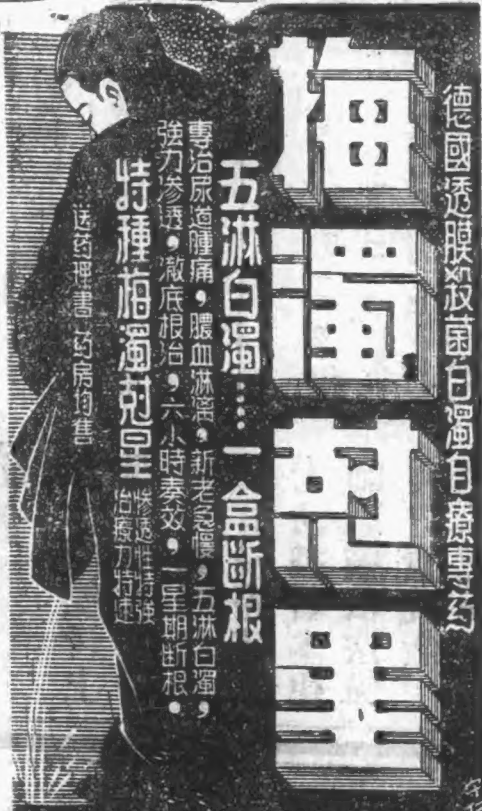 德國透膜殺菌白濁自療專药
梅濁尅星
五淋白濁⋯一盒斷根
專治尿道腫痛，膿血淋漓，新老急慢，五淋白濁，
強力滲透，澈底根治，六小時奏效，一星期斷根。
特種梅濁尅星
滲透性特強
治療力特速
送药理書 药房均售